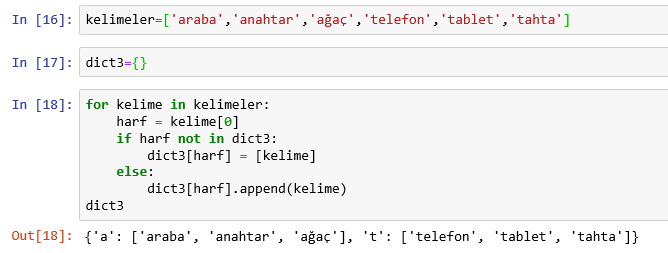 In [16]: kelimeler=['araba','anahtar','ağaç','telefon','tablet','tahta']
In [17]: dict3={}
In [18]: for kelime in kelimeler:
    harf = kelime[0]
    if harf not in dict3:
        dict3[harf] = [kelime]
    else:
        dict3[harf].append(kelime)
dict3
Out[18]: {'a': ['araba', 'anahtar', 'ağaç'], 't': ['telefon', 'tablet', 'tahta']}